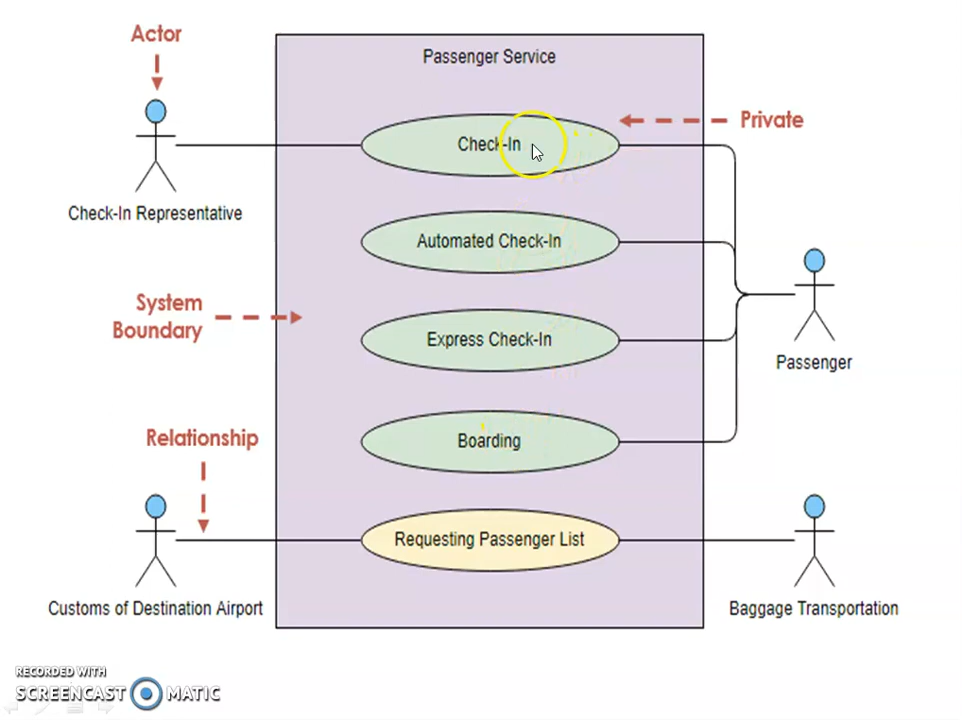 Actor
Passenger Service
Private
Check-In
Check-In Representative
Automated Check-In
System
Boundary
Express Check-In
Passenger
Relationship
Boarding
Requesting Passenger List
Customs of Destination Airport
Baggage Transportation
RECORDED WITH
SCREENCAST MATIC